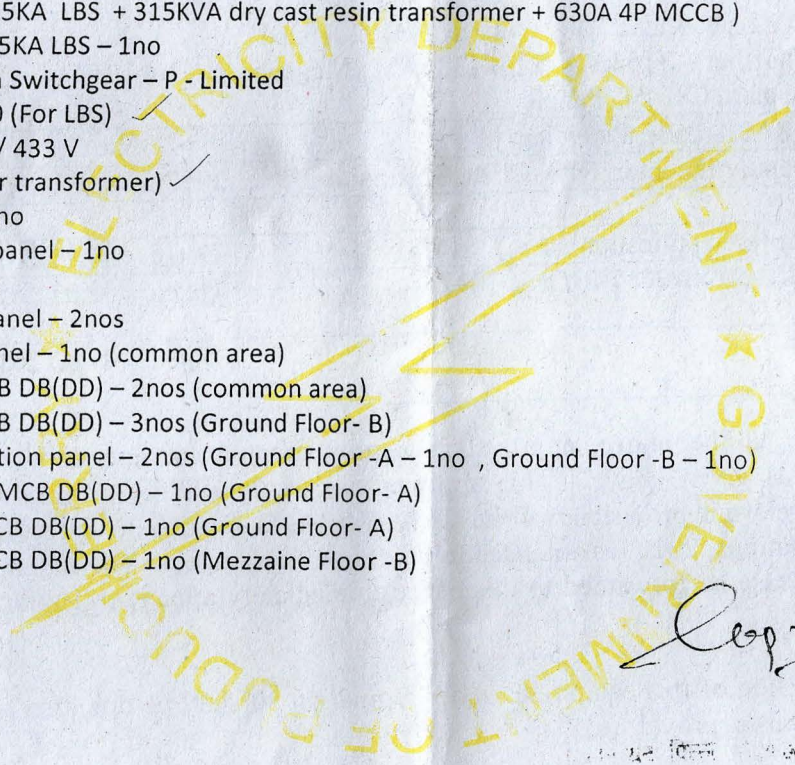 5KA LBS + 315KVA dry cast resin transformer + 630A 4P MCCB )
5KA LBS – 1no
Switchgear – P - Limited
(For LBS)
/ 433 V
r transformer)
no
panel – 1no
anel – 2nos
nel – 1no (common area)
B DB(DD) – 2nos (common area)
B DB(DD) – 3nos (Ground Floor- B)
tion panel – 2nos (Ground Floor -A – 1no , Ground Floor -B – 1no)
MCB DB(DD) – 1no (Ground Floor- A)
CB DB(DD) – 1no (Ground Floor- A)
CB DB(DD) – 1no (Mezzaine Floor -B)
ELECTRICITY DEPARTMENT ★ GOVERNMENT OF PUDUCHERRY ★